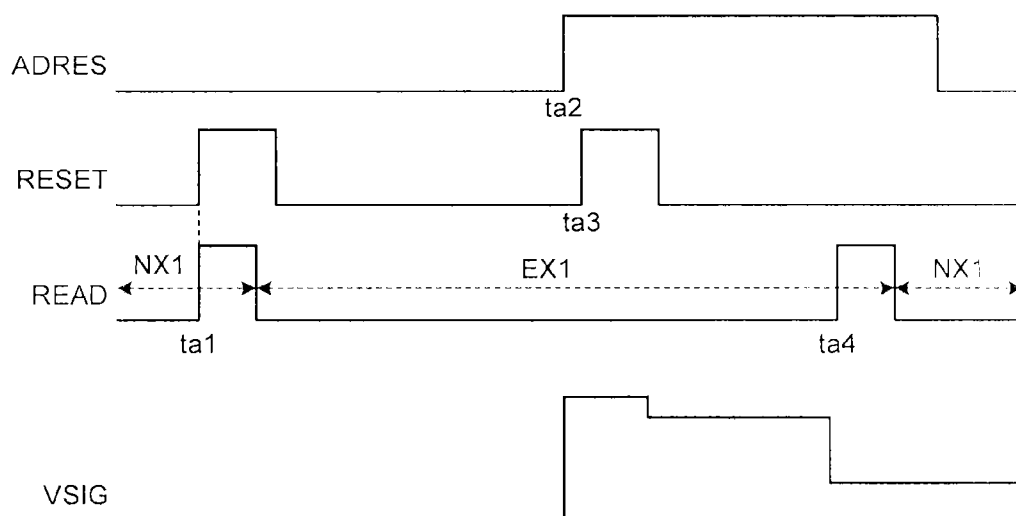 ADRES
ta2
RESET
ta3
NX1 EX1 NX1
READ
ta1 ta4
VSIG